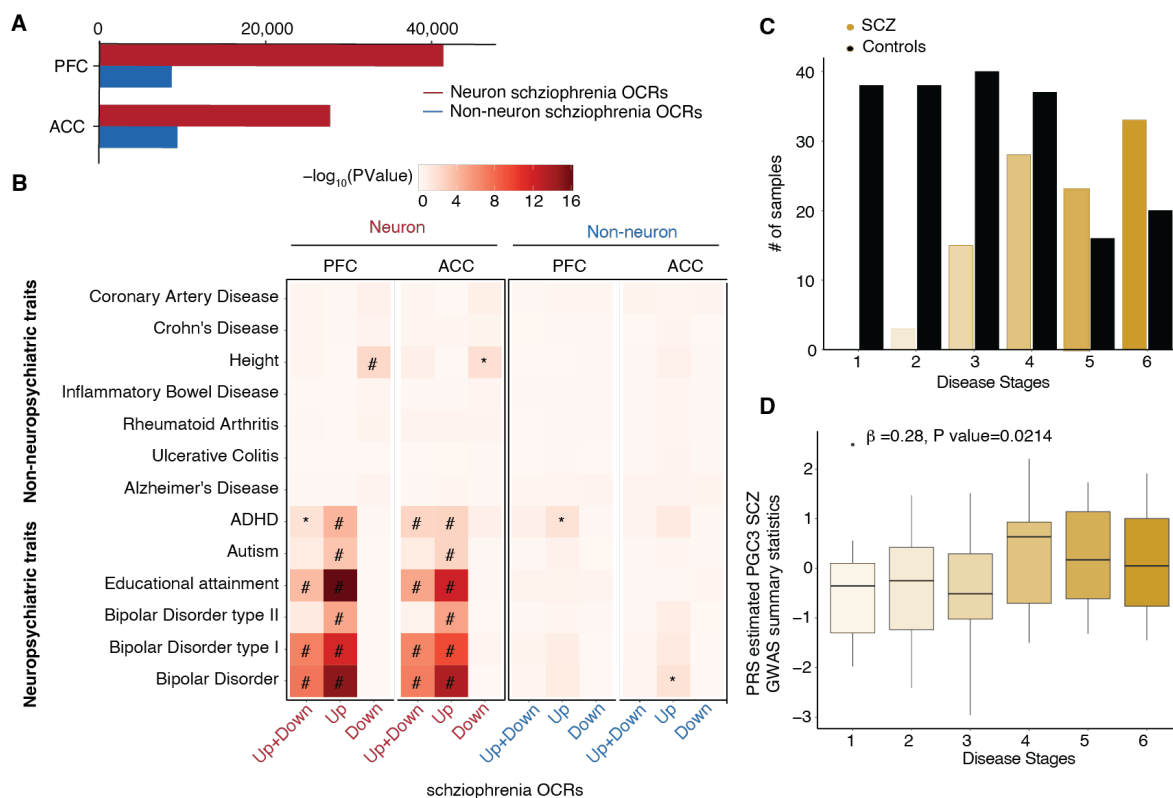 A
0 20,000 40,000
PFC
ACC
Neuron schziophrenia OCRs
Non-neuron schziophrenia OCRs
B
−log10(PValue)
0 4 8 12 16
Neuron Non-neuron
PFC ACC PFC ACC
Non-neuropsychiatric traits
Coronary Artery Disease
Crohn's Disease
Height # *
Inflammatory Bowel Disease
Rheumatoid Arthritis
Ulcerative Colitis
Alzheimer's Disease
Neuropsychiatric traits
ADHD * # # # *
Autism # #
Educational attainment # # # #
Bipolar Disorder type II # #
Bipolar Disorder type I # # # #
Bipolar Disorder # # # # *
Up+Down Up Down Up+Down Up Down Up+Down Up Down Up+Down Up Down
schziophrenia OCRs
C
SCZ
Controls
# of samples
40
30
20
10
0
1 2 3 4 5 6
Disease Stages
D
β =0.28, P value=0.0214
PRS estimated PGC3 SCZ
GWAS summary statistics
2
1
0
−1
−2
−3
1 2 3 4 5 6
Disease Stages